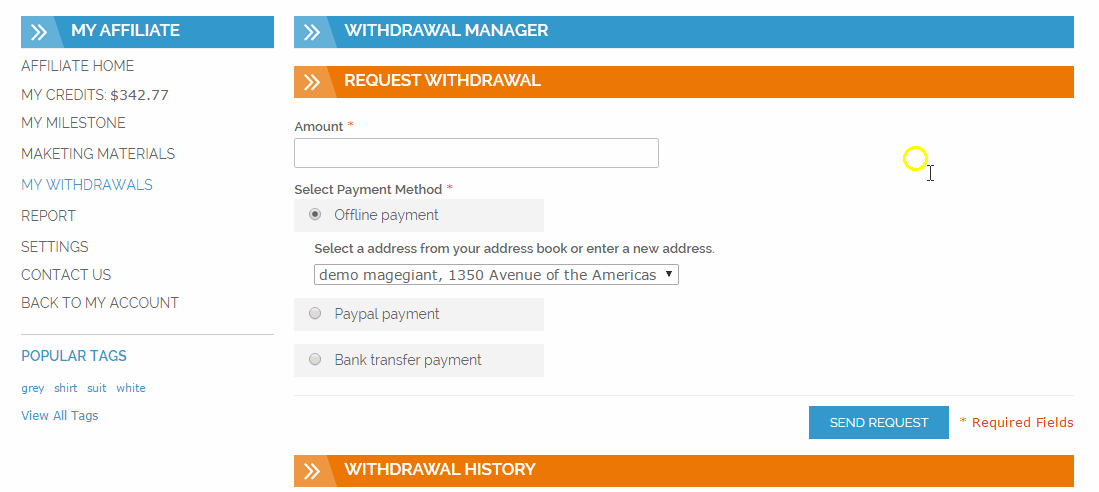 MY AFFILIATE
AFFILIATE HOME
MY CREDITS: $342.77
MY MILESTONE
MAKETING MATERIALS
MY WITHDRAWALS
REPORT
SETTINGS
CONTACT US
BACK TO MY ACCOUNT
POPULAR TAGS
grey shirt suit white
View All Tags
WITHDRAWAL MANAGER
REQUEST WITHDRAWAL
Amount *
Select Payment Method *
Offline payment
Select a address from your address book or enter a new address.
demo magegiant, 1350 Avenue of the Americas
Paypal payment
Bank transfer payment
SEND REQUEST
* Required Fields
WITHDRAWAL HISTORY